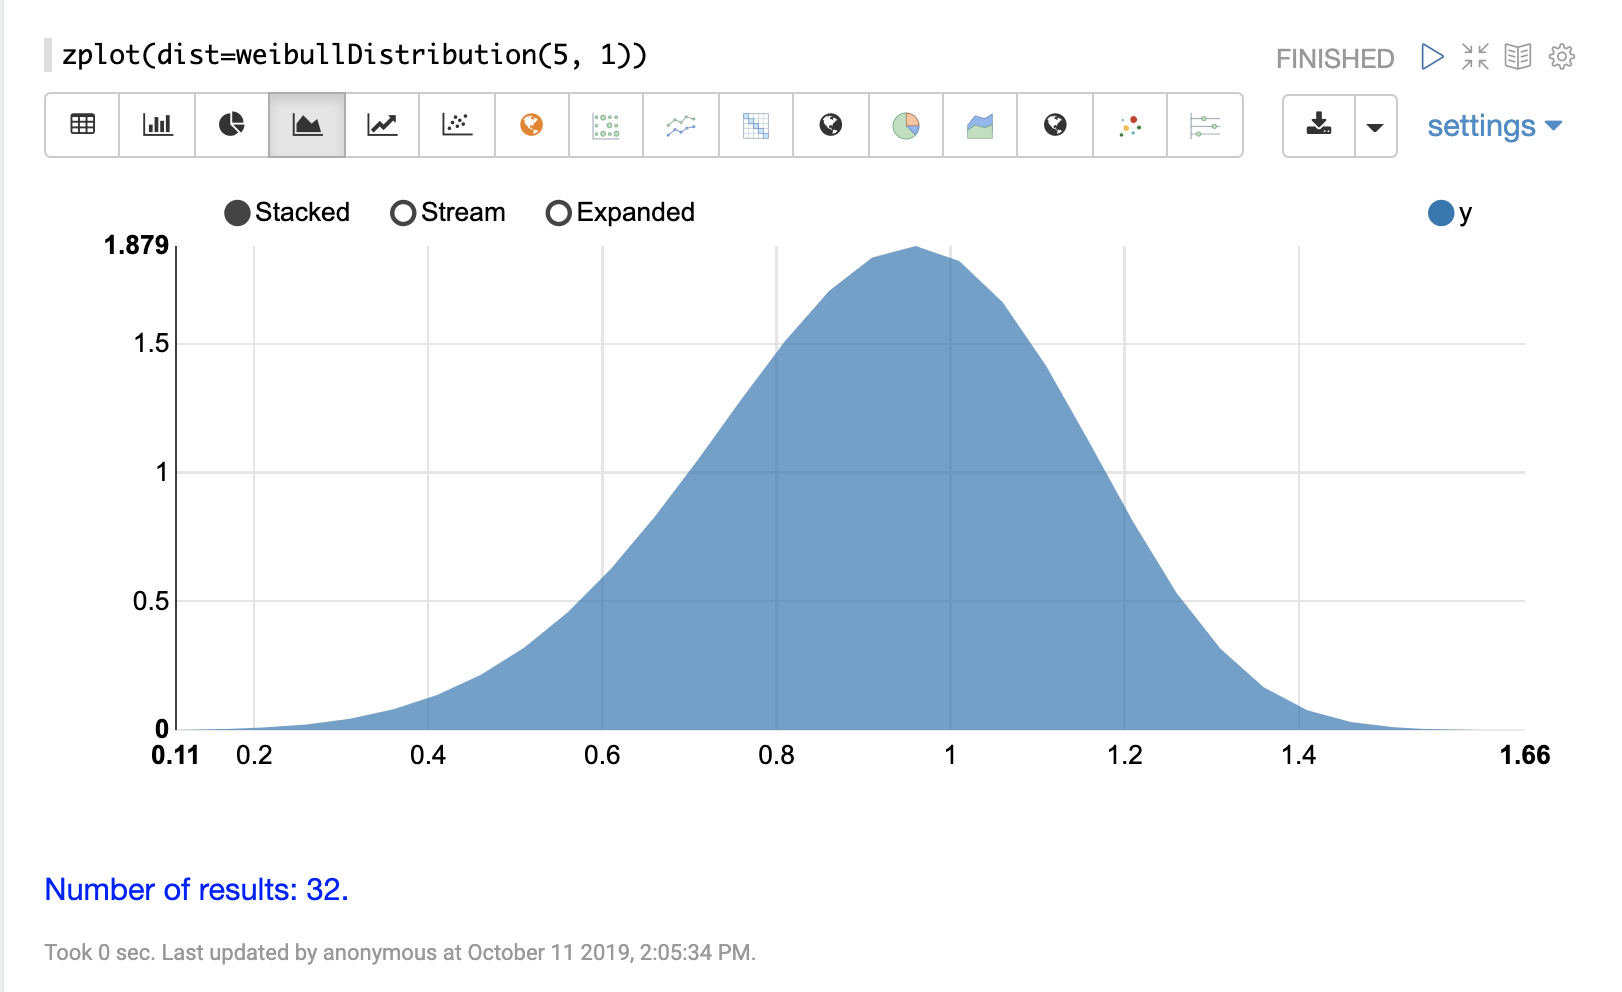 zplot(dist=weibullDistribution(5, 1))
FINISHED
settings
Stacked Stream Expanded
y
1.879
1.5
1
0.5
0
0.11 0.2 0.4 0.6 0.8 1 1.2 1.4 1.66
Number of results: 32.
Took 0 sec. Last updated by anonymous at October 11 2019, 2:05:34 PM.